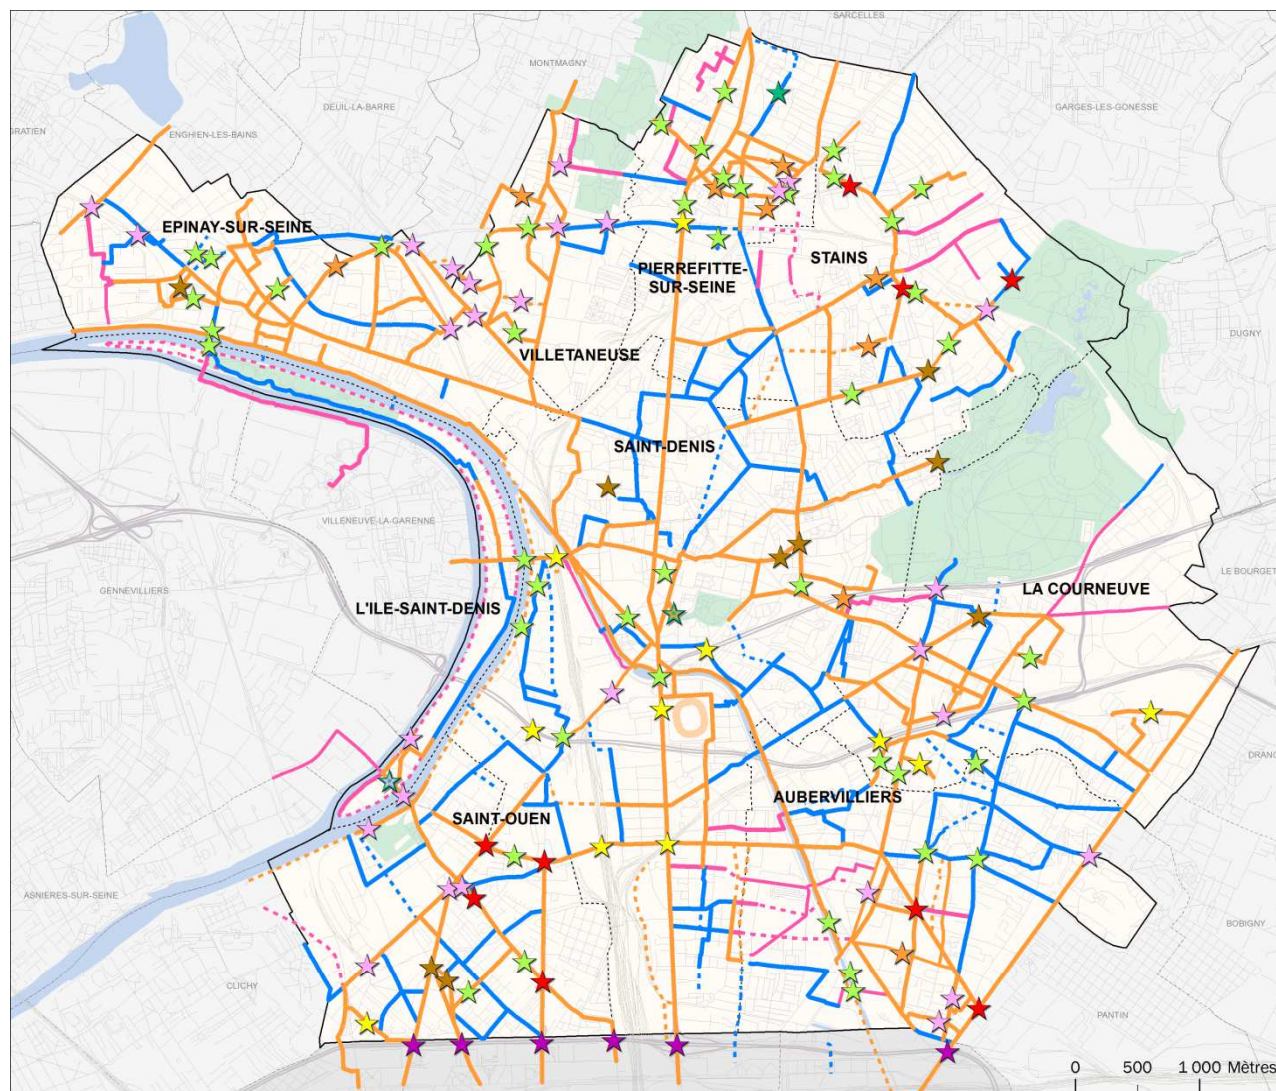 SARCELLES
MONTMAGNY
DEUIL-LA-BARRE
GARGES-LES-GONESSE
GRATIEN
ENGHIEN-LES-BAINS
EPINAY-SUR-SEINE
PIERREFITTE-
SUR-SEINE
STAINS
DUGNY
VILLETANEUSE
SAINT-DENIS
VILLENEUVE-LA-GARENNE
LE BOURGET
GENNEVILLIERS
LA COURNEUVE
L'ILE-SAINT-DENIS
DRANC
AUBERVILLIERS
SAINT-OUEN
ASNIERES-SUR-SEINE
BOBIGNY
CLICHY
PANTIN
0 500 1 000 Mètres